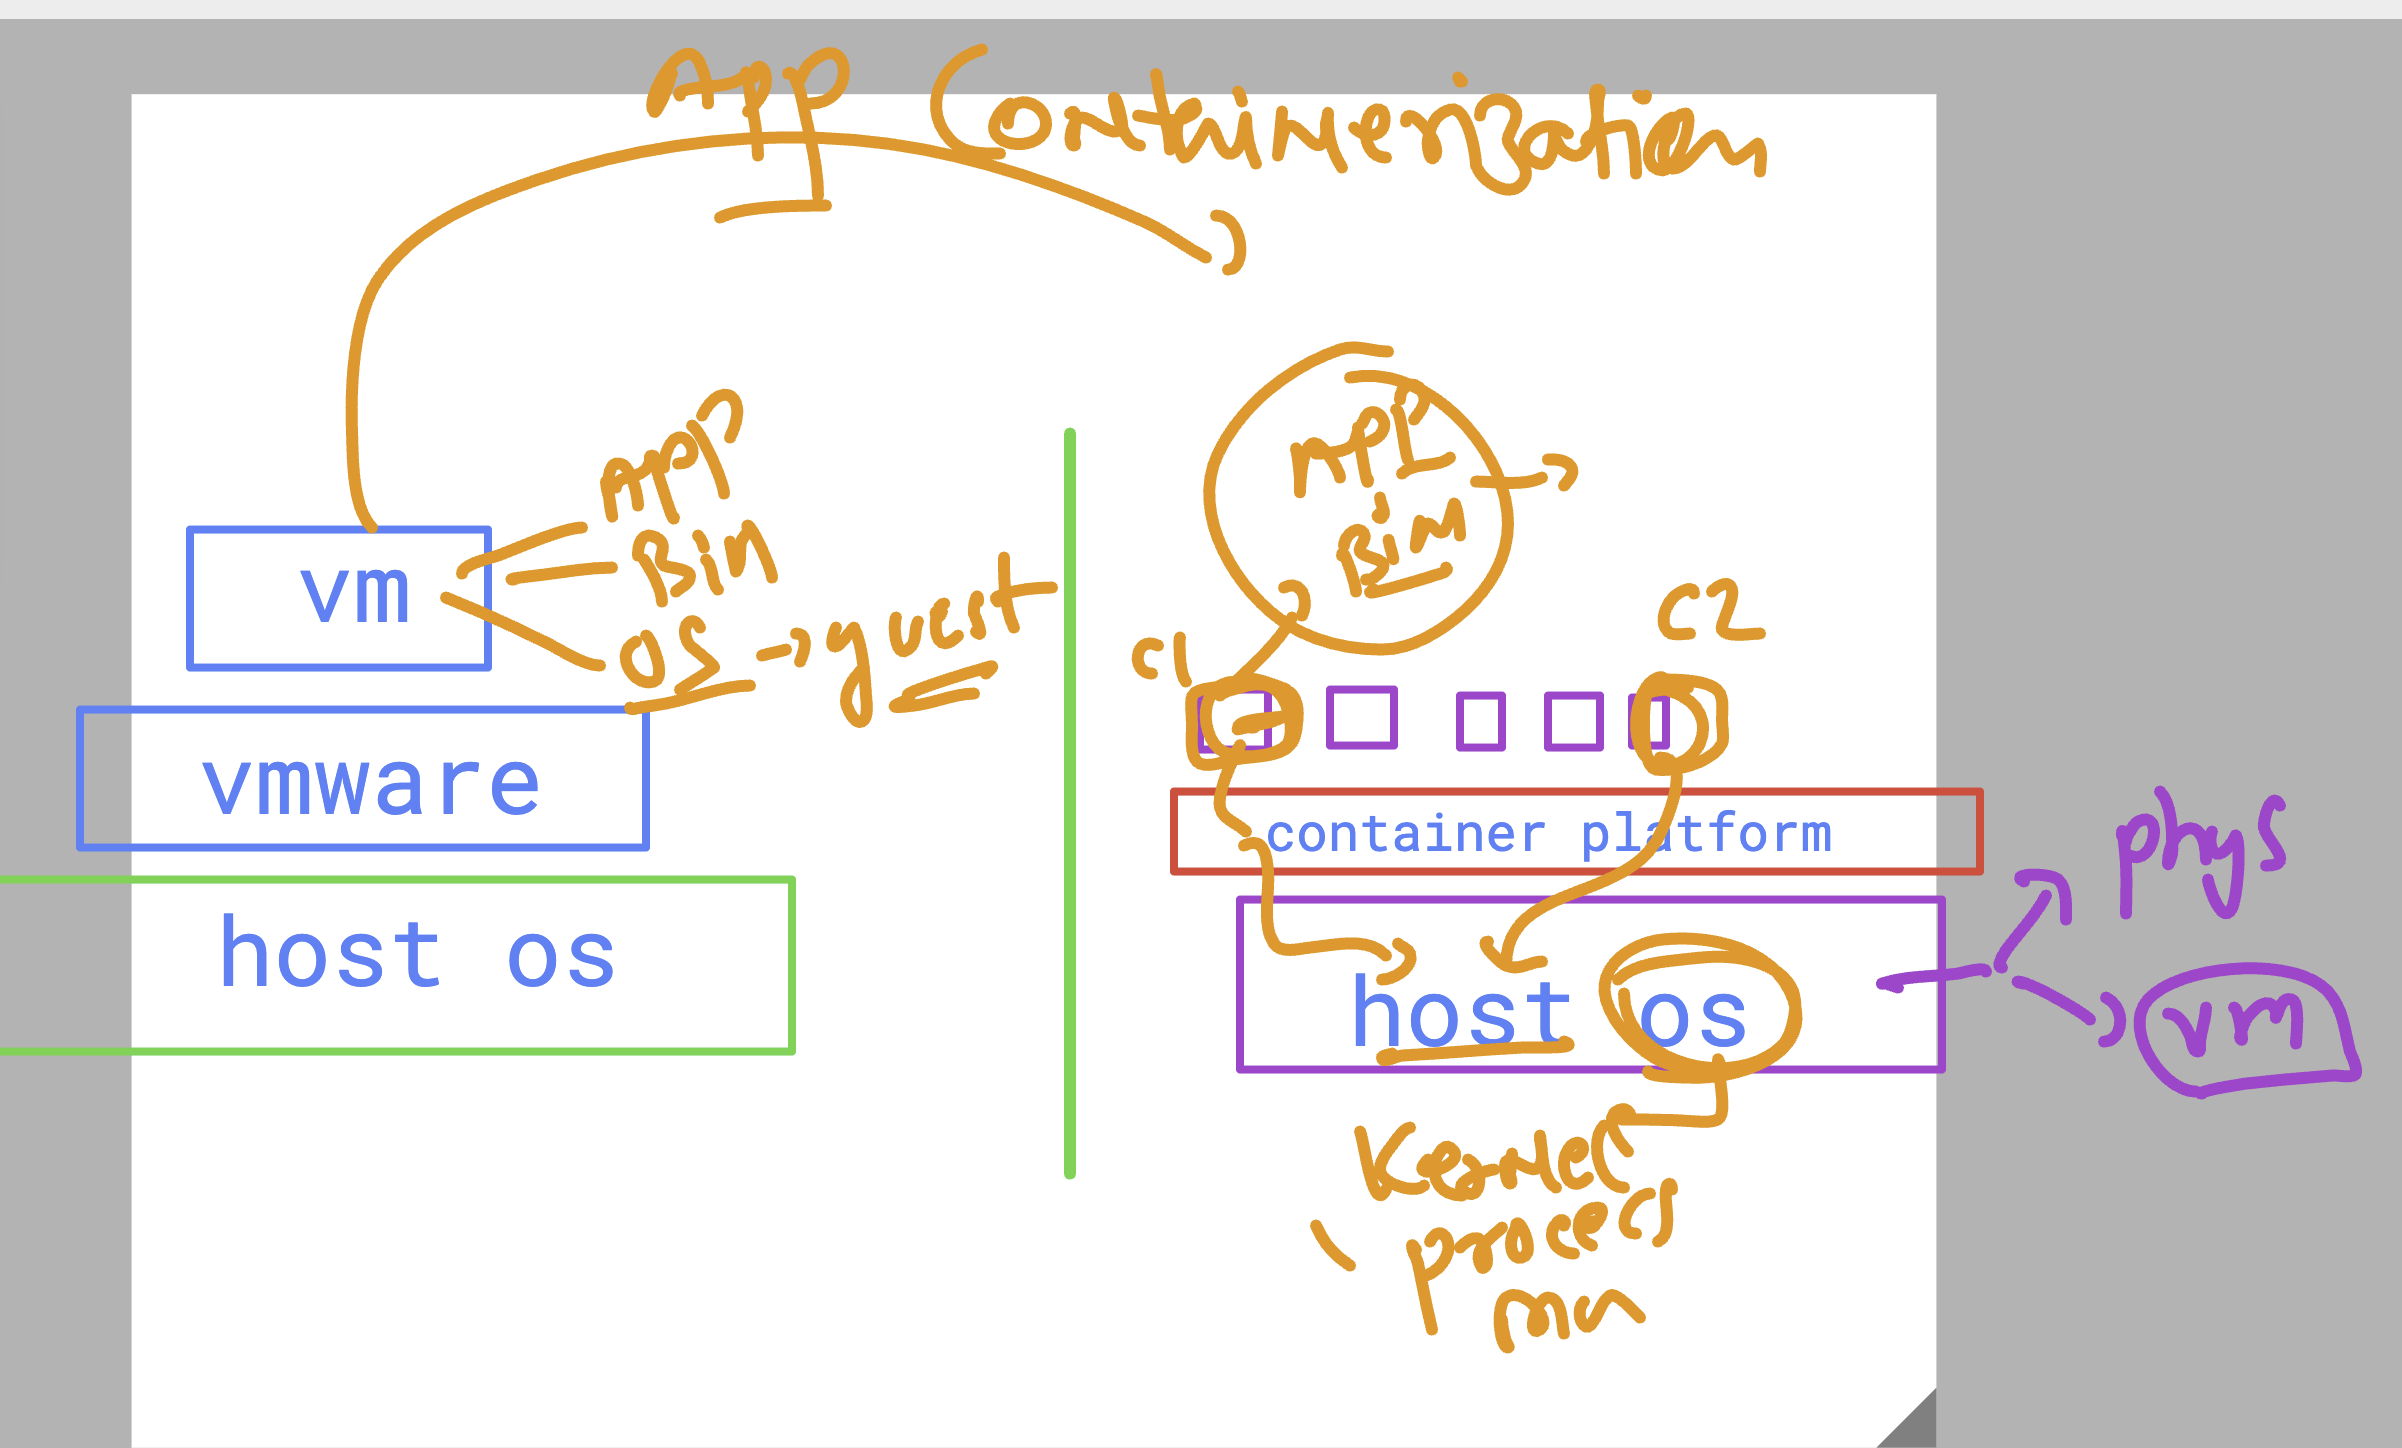 App Containerization
vm
App
Bin
OS → guest
vmware
host os
App
Bin
C1
C2
container platform
host os
phys
vm
Kernel
process